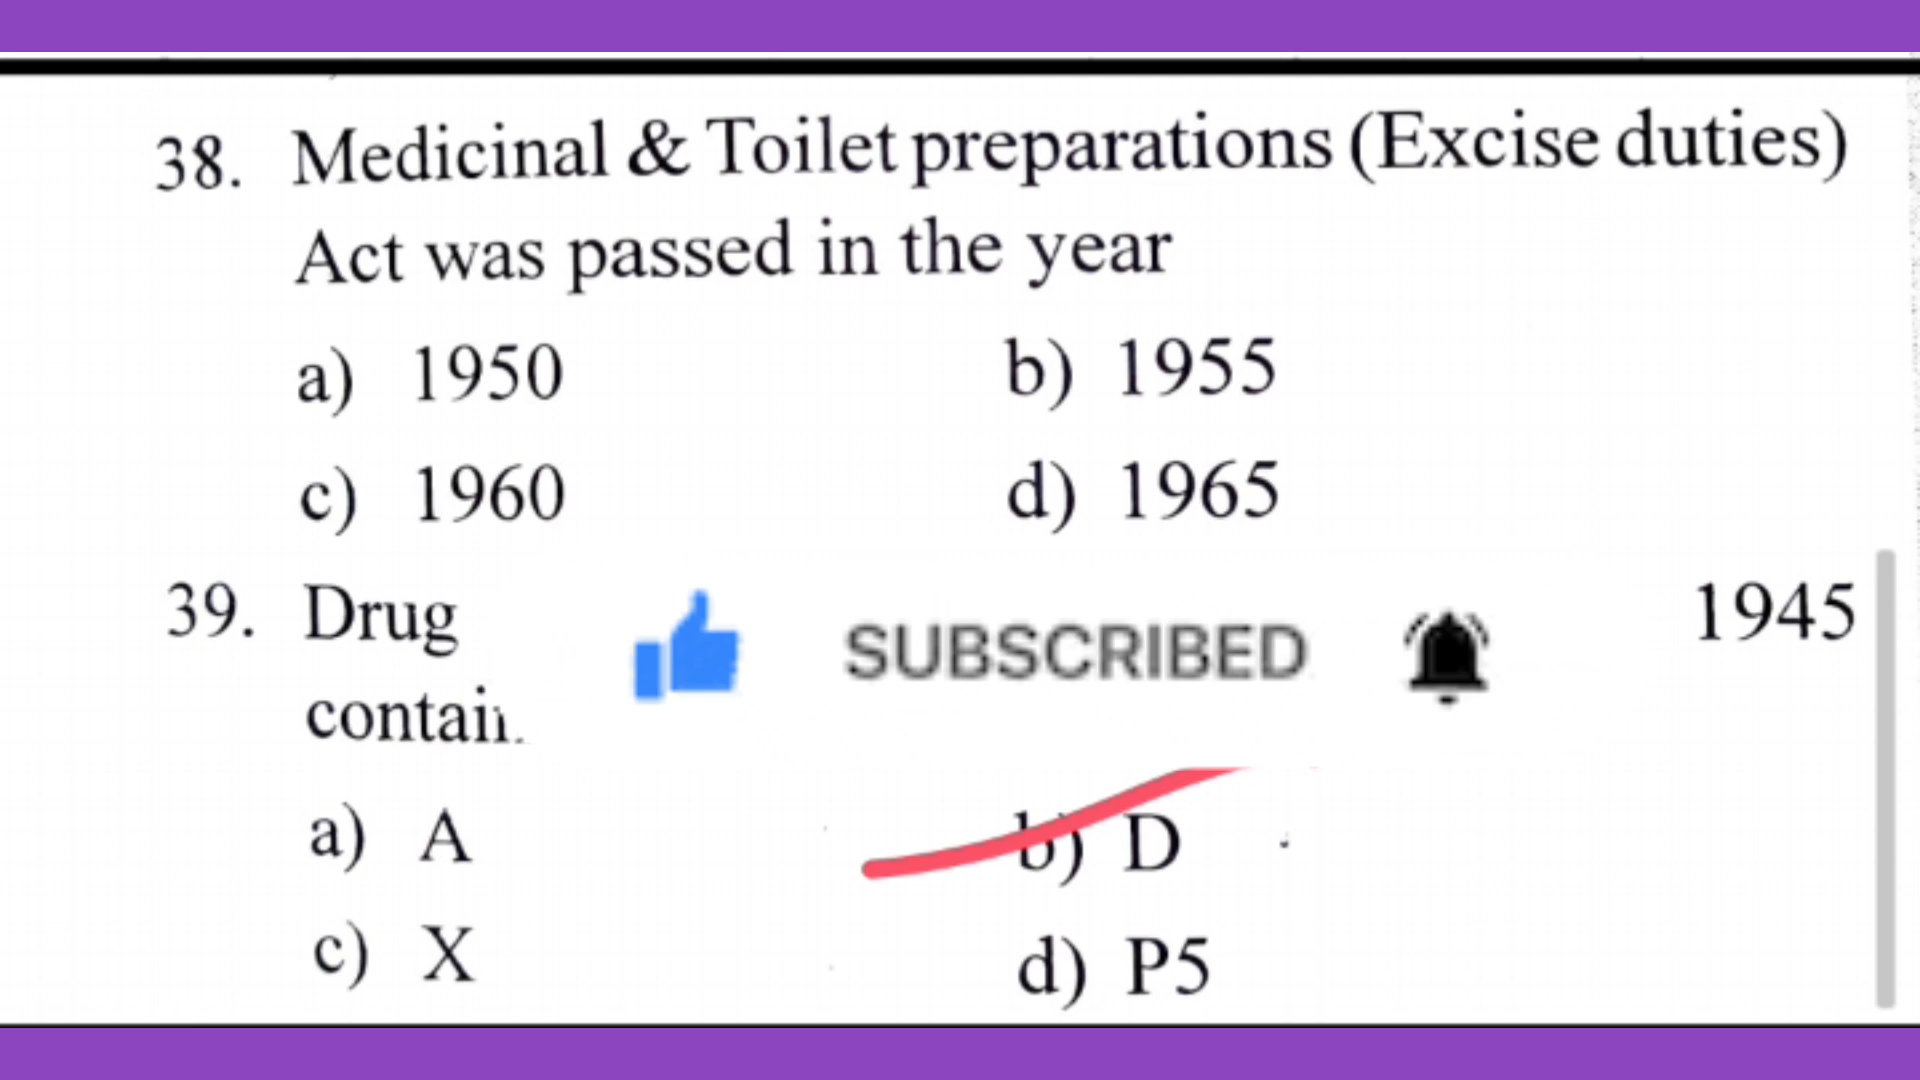 38. Medicinal & Toilet preparations (Excise duties)
Act was passed in the year
a) 1950 b) 1955
c) 1960 d) 1965
39. Drug SUBSCRIBED 1945
a) A b) D
c) X d) P5